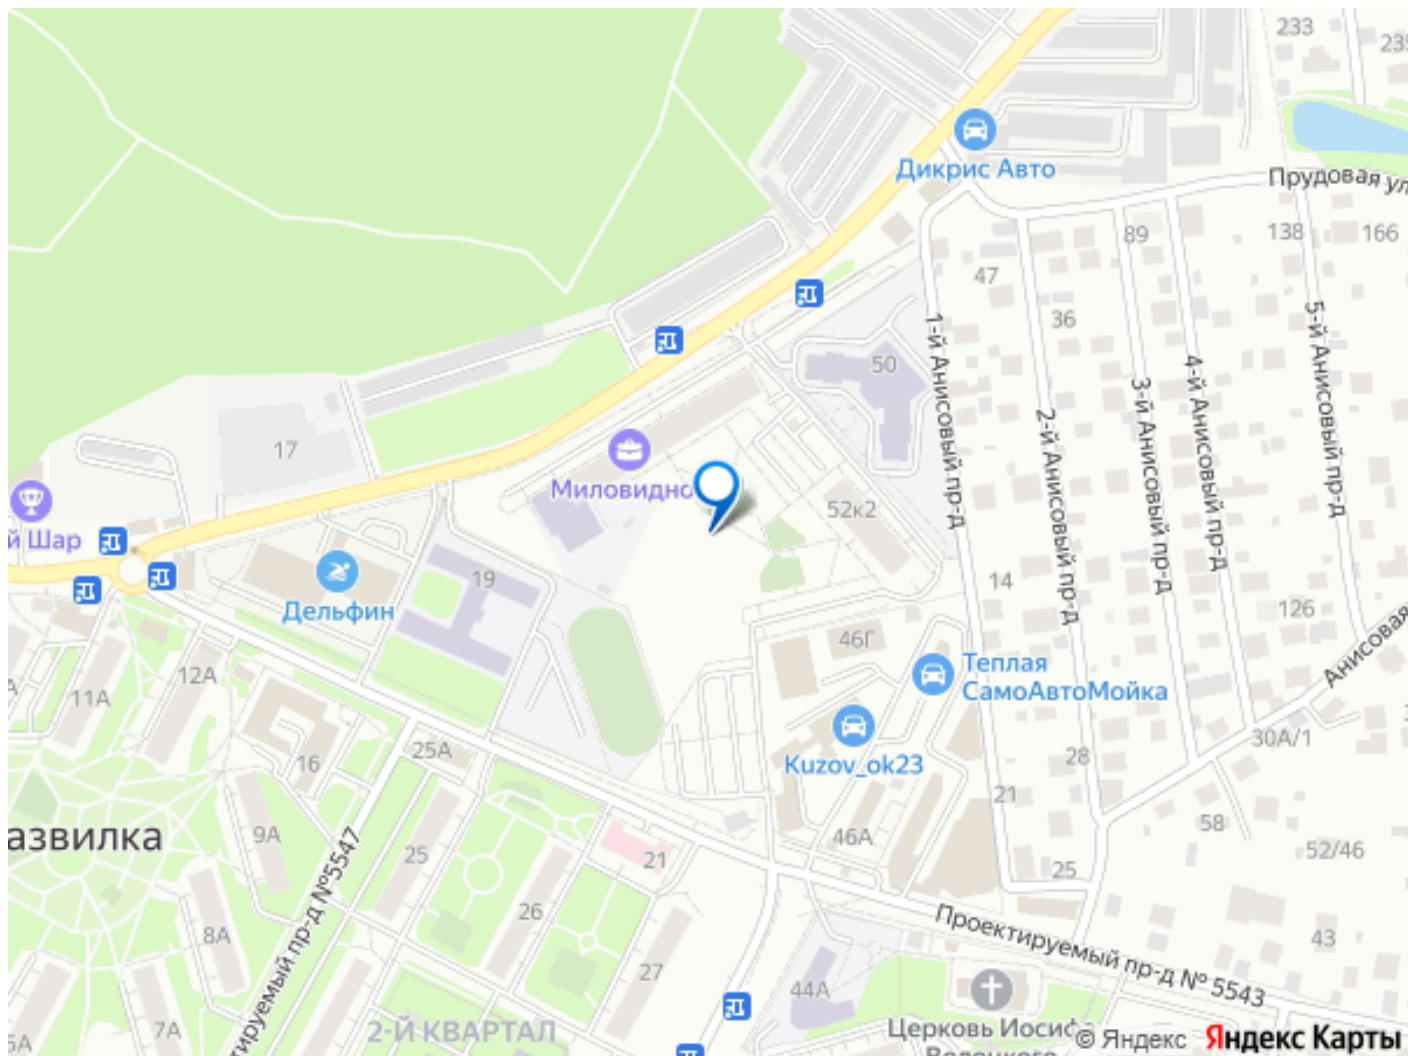 233
235
Дикрис Авто
Прудовая ул
89
138
166
47
36
1-й Анисовый пр-д
2-й Анисовый пр-д
3-й Анисовый пр-д
4-й Анисовый пр-д
5-й Анисовый пр-д
50
17
Миловидно
52к2
й Шар
19
Дельфин
14
126
46Г
Анисовая
Теплая
СамоАвтоМойка
12А
11А
30А/1
16
25А
Kuzov_ok23
28
21
58
азвилка
9А
25
46А
52/46
21
25
Проектируемый пр-д № 5543
тируемый пр-д №5547
26
8А
43
27
44А
7А
2-Й КВАРТАЛ
Церковь Иосиф
Волоцкого
© Яндекс Яндекс Карты